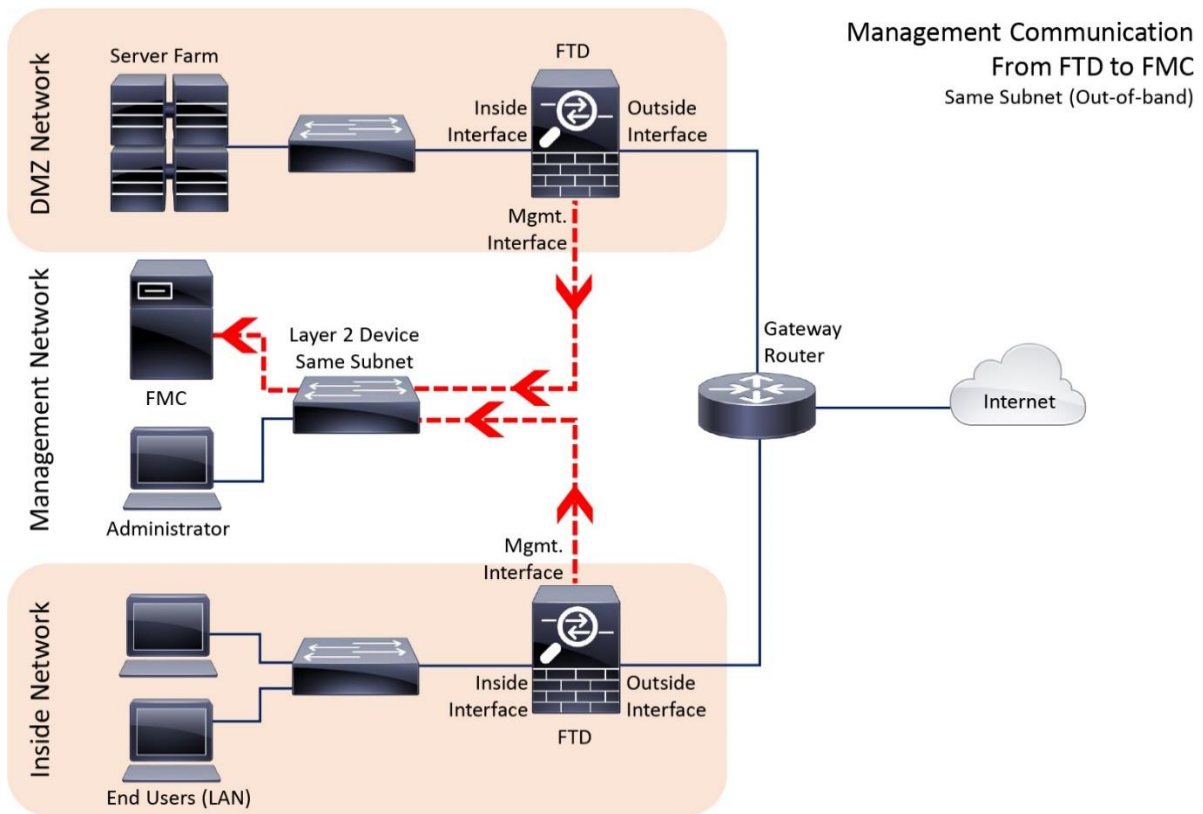 Management Communication
From FTD to FMC
Same Subnet (Out-of-band)
DMZ Network
Server Farm
FTD
Inside
Interface
Outside
Interface
Mgmt.
Interface
Management Network
FMC
Layer 2 Device
Same Subnet
Administrator
Gateway
Router
Internet
Inside Network
Mgmt.
Interface
Inside
Interface
Outside
Interface
FTD
End Users (LAN)